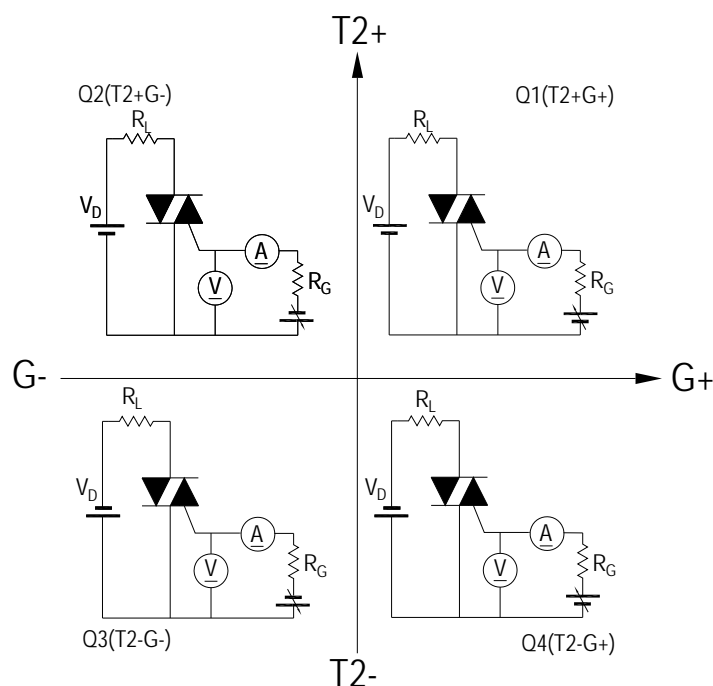 T2+
Q2(T2+G-)
Q1(T2+G+)
RL
VD
A
V
RG
RL
VD
A
V
RG
G-
G+
RL
VD
A
V
RG
RL
VD
A
V
RG
Q3(T2-G-)
Q4(T2-G+)
T2-